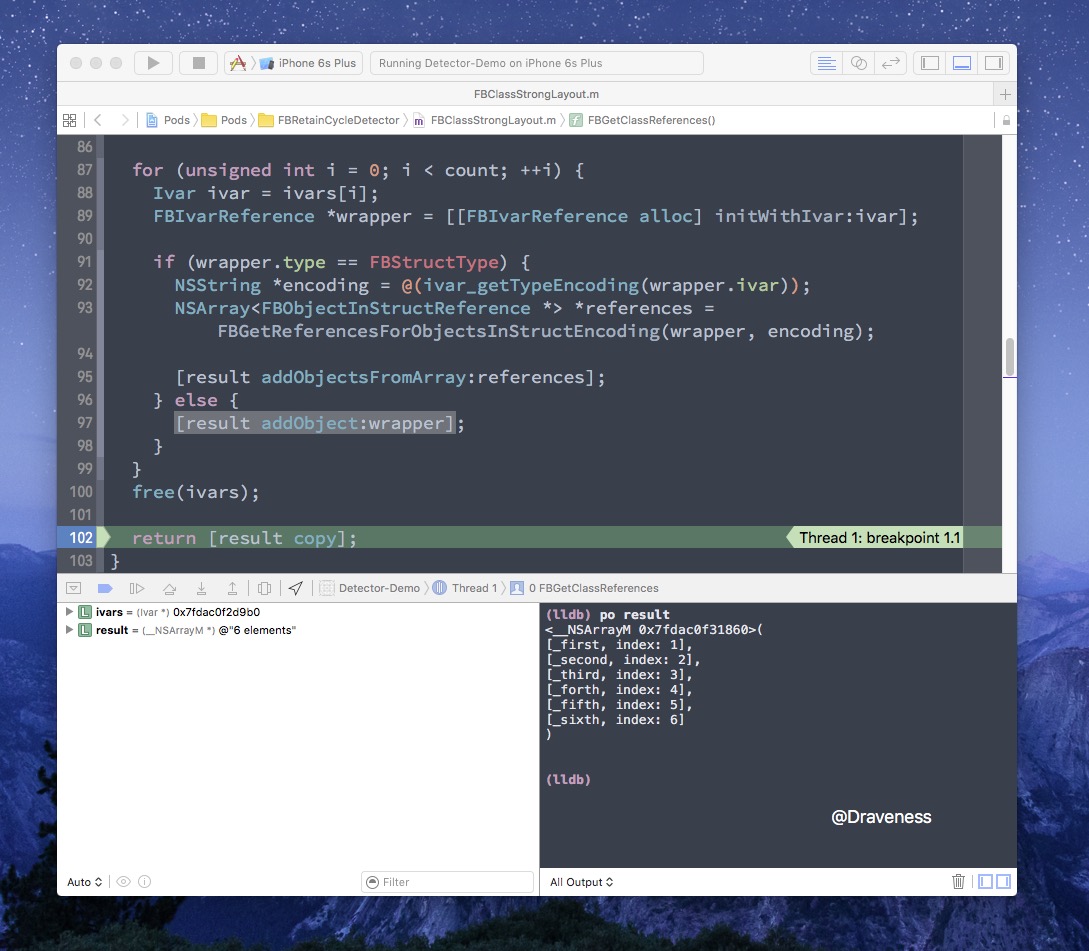 iPhone 6s Plus
Running Detector-Demo on iPhone 6s Plus
FBClassStrongLayout.m
Pods
Pods
FBRetainCycleDetector
m
FBClassStrongLayout.m
f
FBGetClassReferences()
86
87 for (unsigned int i = 0; i < count; ++i) {
88 Ivar ivar = ivars[i];
89 FBIvarReference *wrapper = [[FBIvarReference alloc] initWithIvar:ivar];
90
91 if (wrapper.type == FBStructType) {
92 NSString *encoding = @(ivar_getTypeEncoding(wrapper.ivar));
93 NSArray<FBObjectInStructReference *> *references =
FBGetReferencesForObjectsInStructEncoding(wrapper, encoding);
94
95 [result addObjectsFromArray:references];
96 } else {
97 [result addObject:wrapper];
98 }
99 }
100 free(ivars);
101
102 return [result copy];
Thread 1: breakpoint 1.1
103 }
Detector-Demo
Thread 1
0 FBGetClassReferences
L ivars = (Ivar *) 0x7fdac0f2d9b0
L result = (__NSArrayM *) @"6 elements"
(lldb) po result
<__NSArrayM 0x7fdac0f31860>(
[_first, index: 1],
[_second, index: 2],
[_third, index: 3],
[_forth, index: 4],
[_fifth, index: 5],
[_sixth, index: 6]
)
(lldb)
@Draveness
Auto
Filter
All Output